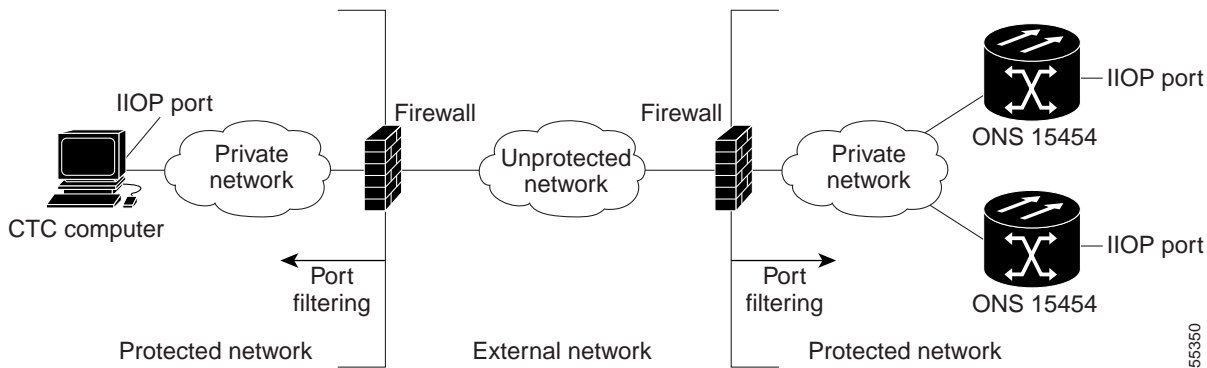 IIOP port
Firewall
Firewall
IIOP port
ONS 15454
Private
network
Unprotected
network
Private
network
CTC computer
IIOP port
Port
filtering
Port
filtering
ONS 15454
Protected network
External network
Protected network
55350